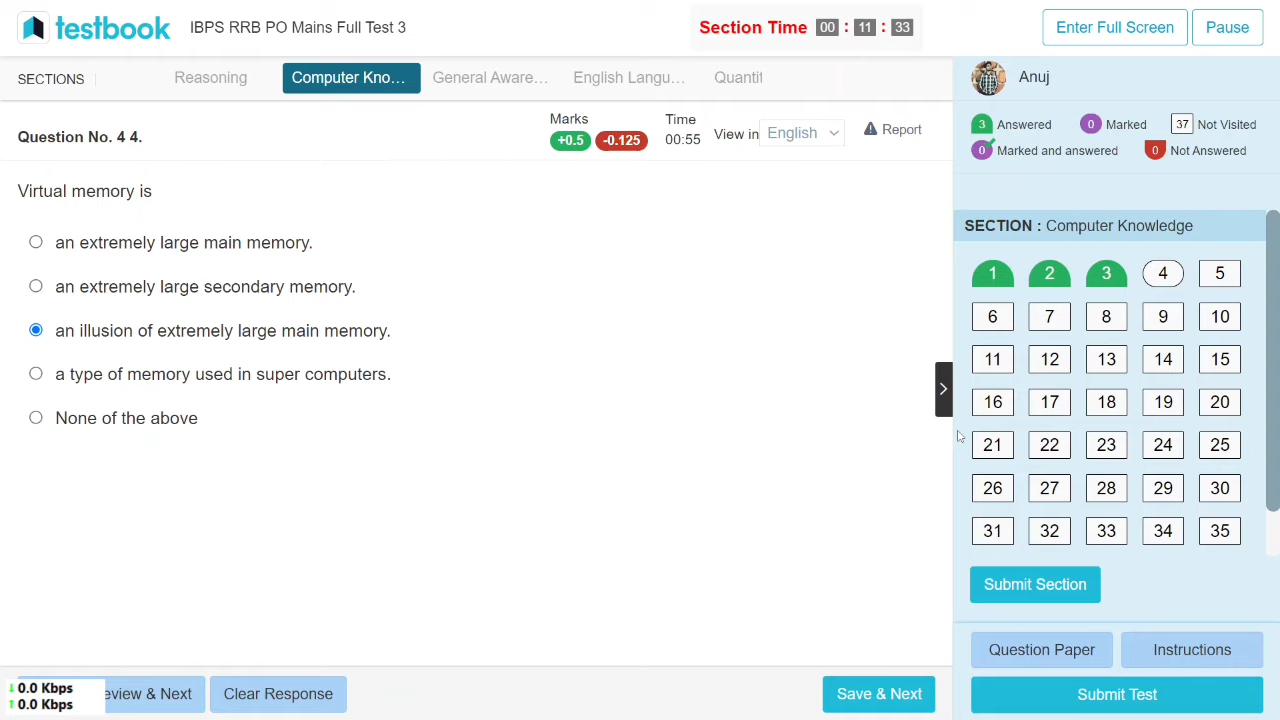 testbook
IBPS RRB PO Mains Full Test 3
Section Time 00 : 11 : 33
Enter Full Screen
Pause
SECTIONS
Reasoning
Computer Kno...
General Aware...
English Langu...
Quantit
Anuj
3 Answered
0 Marked
37 Not Visited
0 Marked and answered
0 Not Answered
Question No. 4 4.
Marks
+0.5 -0.125
Time
00:55
View in English
Report
Virtual memory is
an extremely large main memory.
an extremely large secondary memory.
an illusion of extremely large main memory.
a type of memory used in super computers.
None of the above
SECTION : Computer Knowledge
1 2 3 4 5
6 7 8 9 10
11 12 13 14 15
16 17 18 19 20
21 22 23 24 25
26 27 28 29 30
31 32 33 34 35
Submit Section
Question Paper
Instructions
Submit Test
↓ 0.0 Kbps
↑ 0.0 Kbps
eview & Next
Clear Response
Save & Next